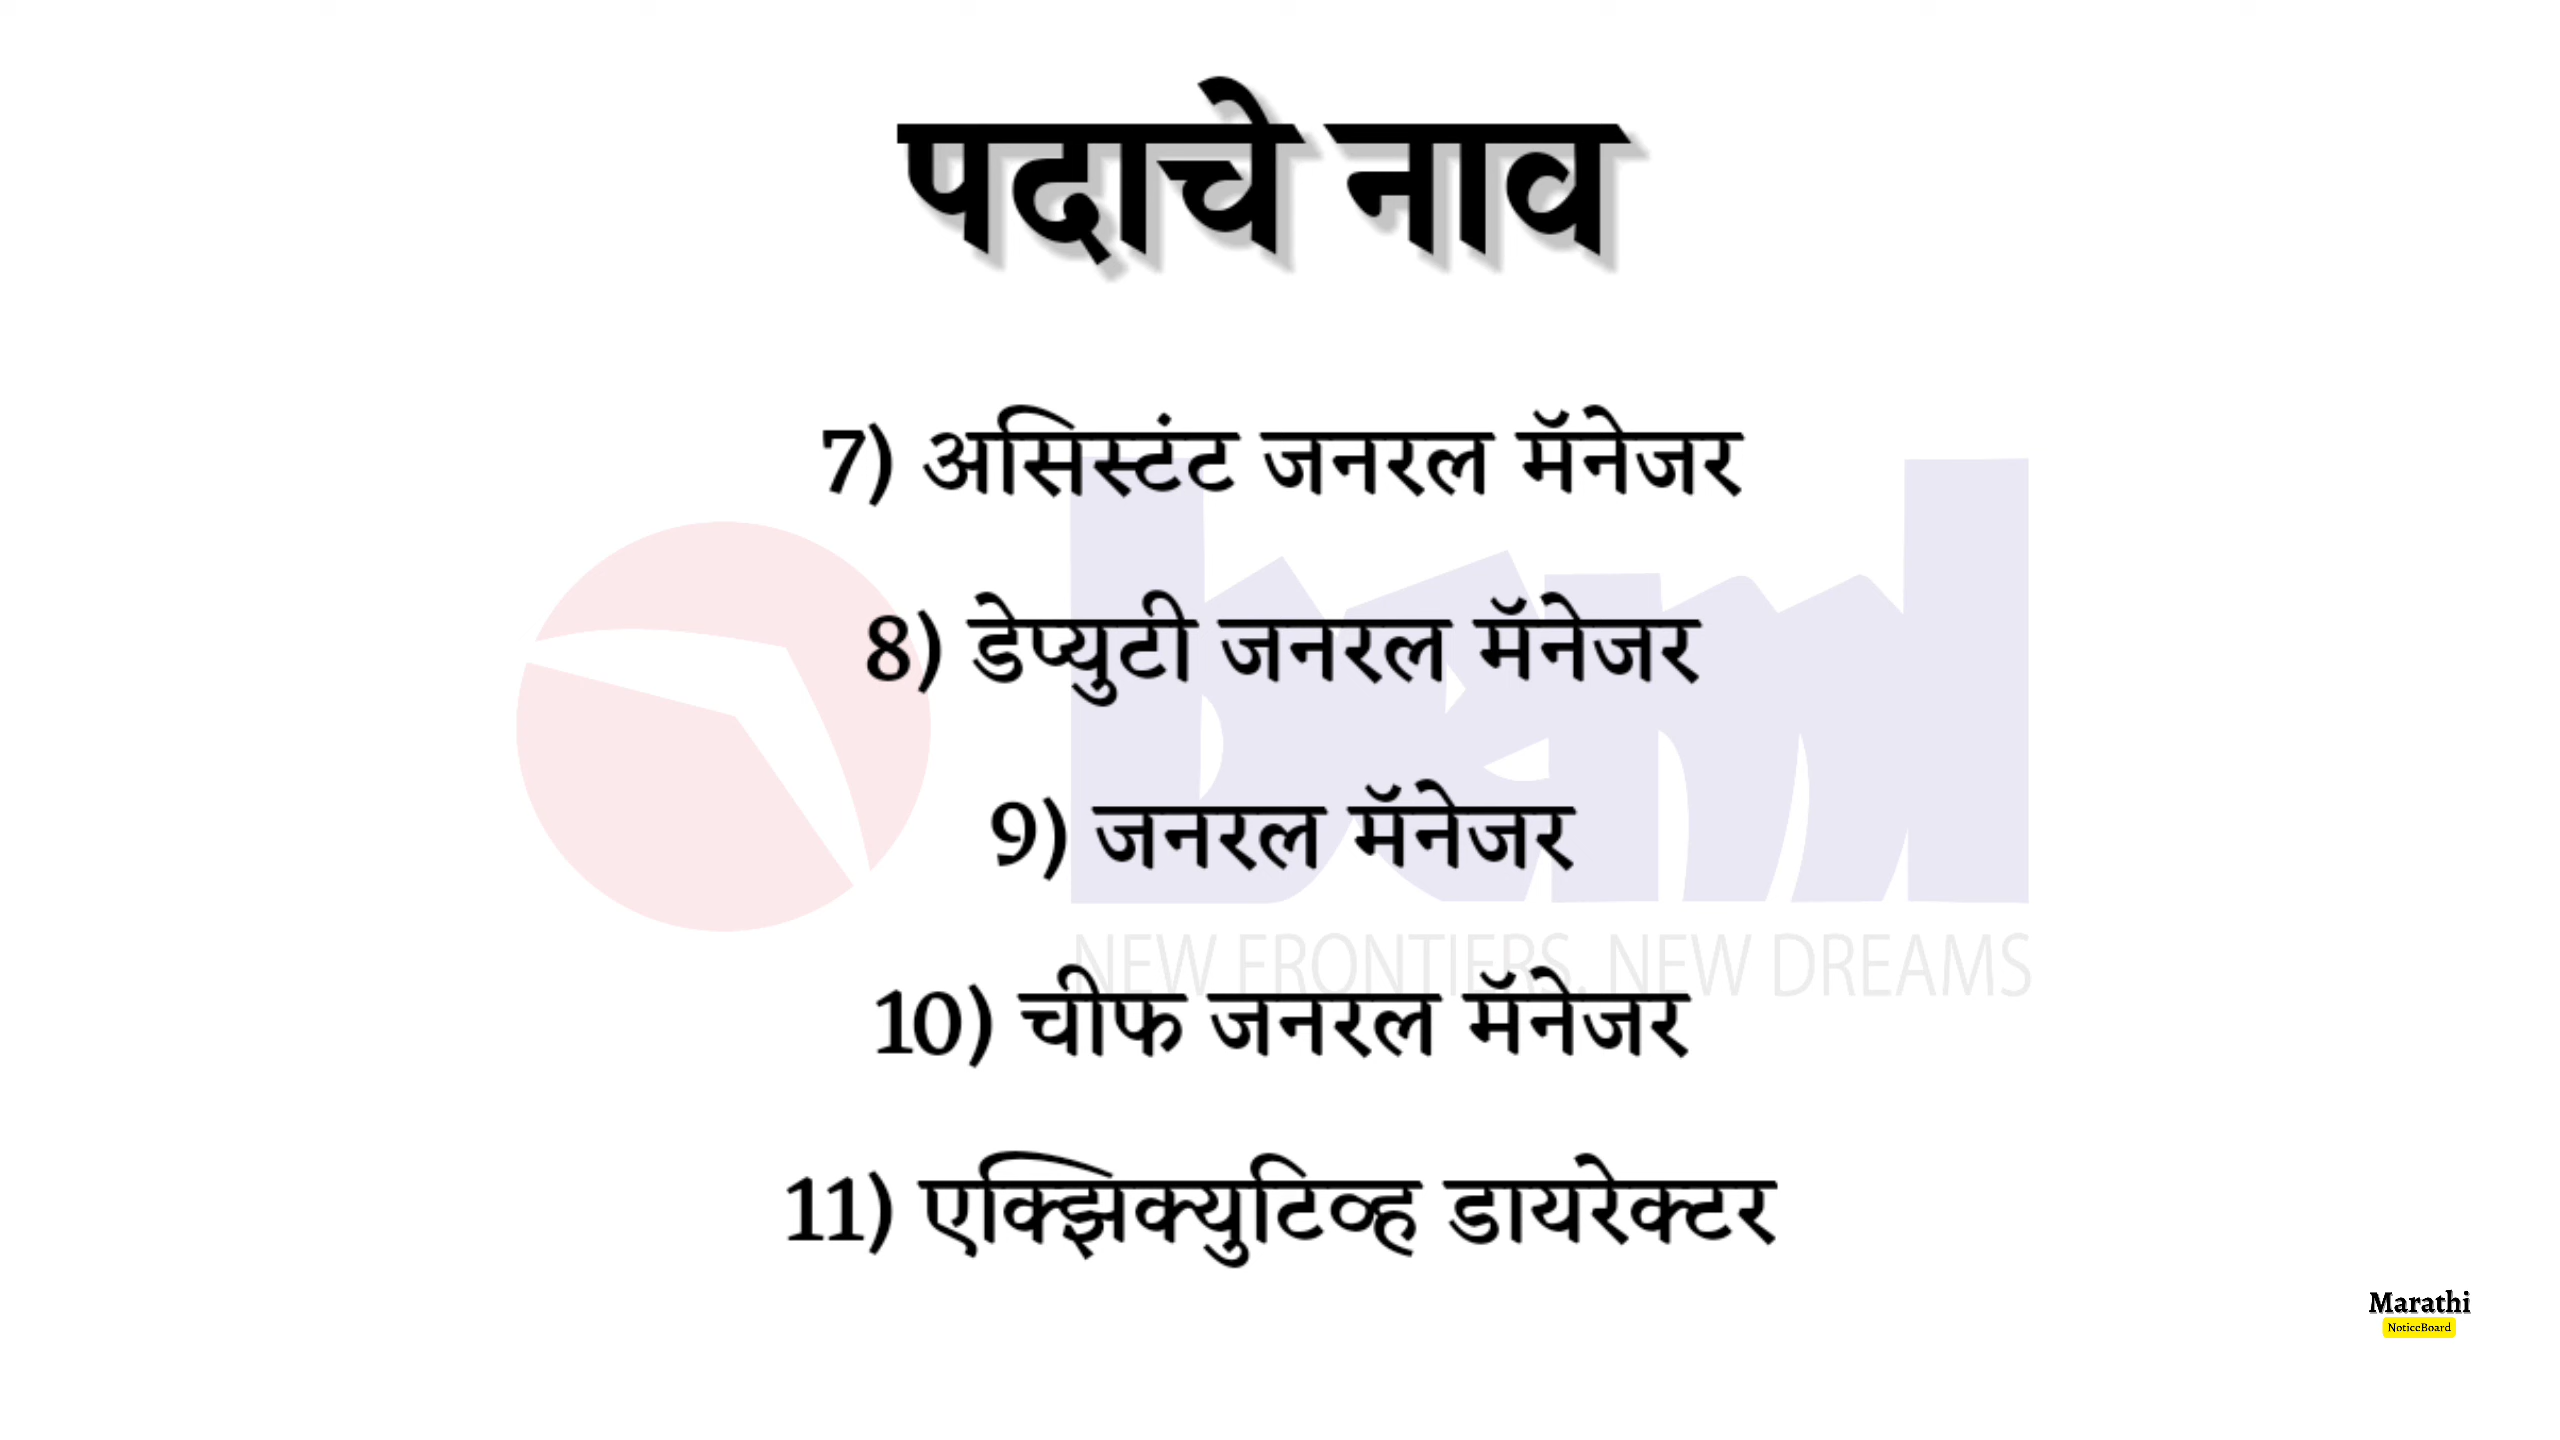 पदाचे नाव
7) असिस्टंट जनरल मॅनेजर
8) डेप्युटी जनरल मॅनेजर
9) जनरल मॅनेजर
beml
NEW FRONTIERS. NEW DREAMS
10) चीफ जनरल मॅनेजर
11) एक्झिक्युटिव्ह डायरेक्टर
Marathi
NoticeBoard